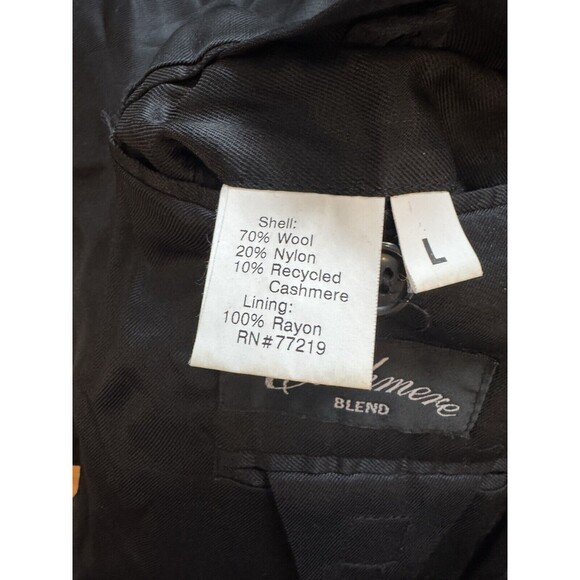 Shell:
70% Wool
20% Nylon
10% Recycled
Cashmere
Lining:
100% Rayon
RN#77219
L
BLEND